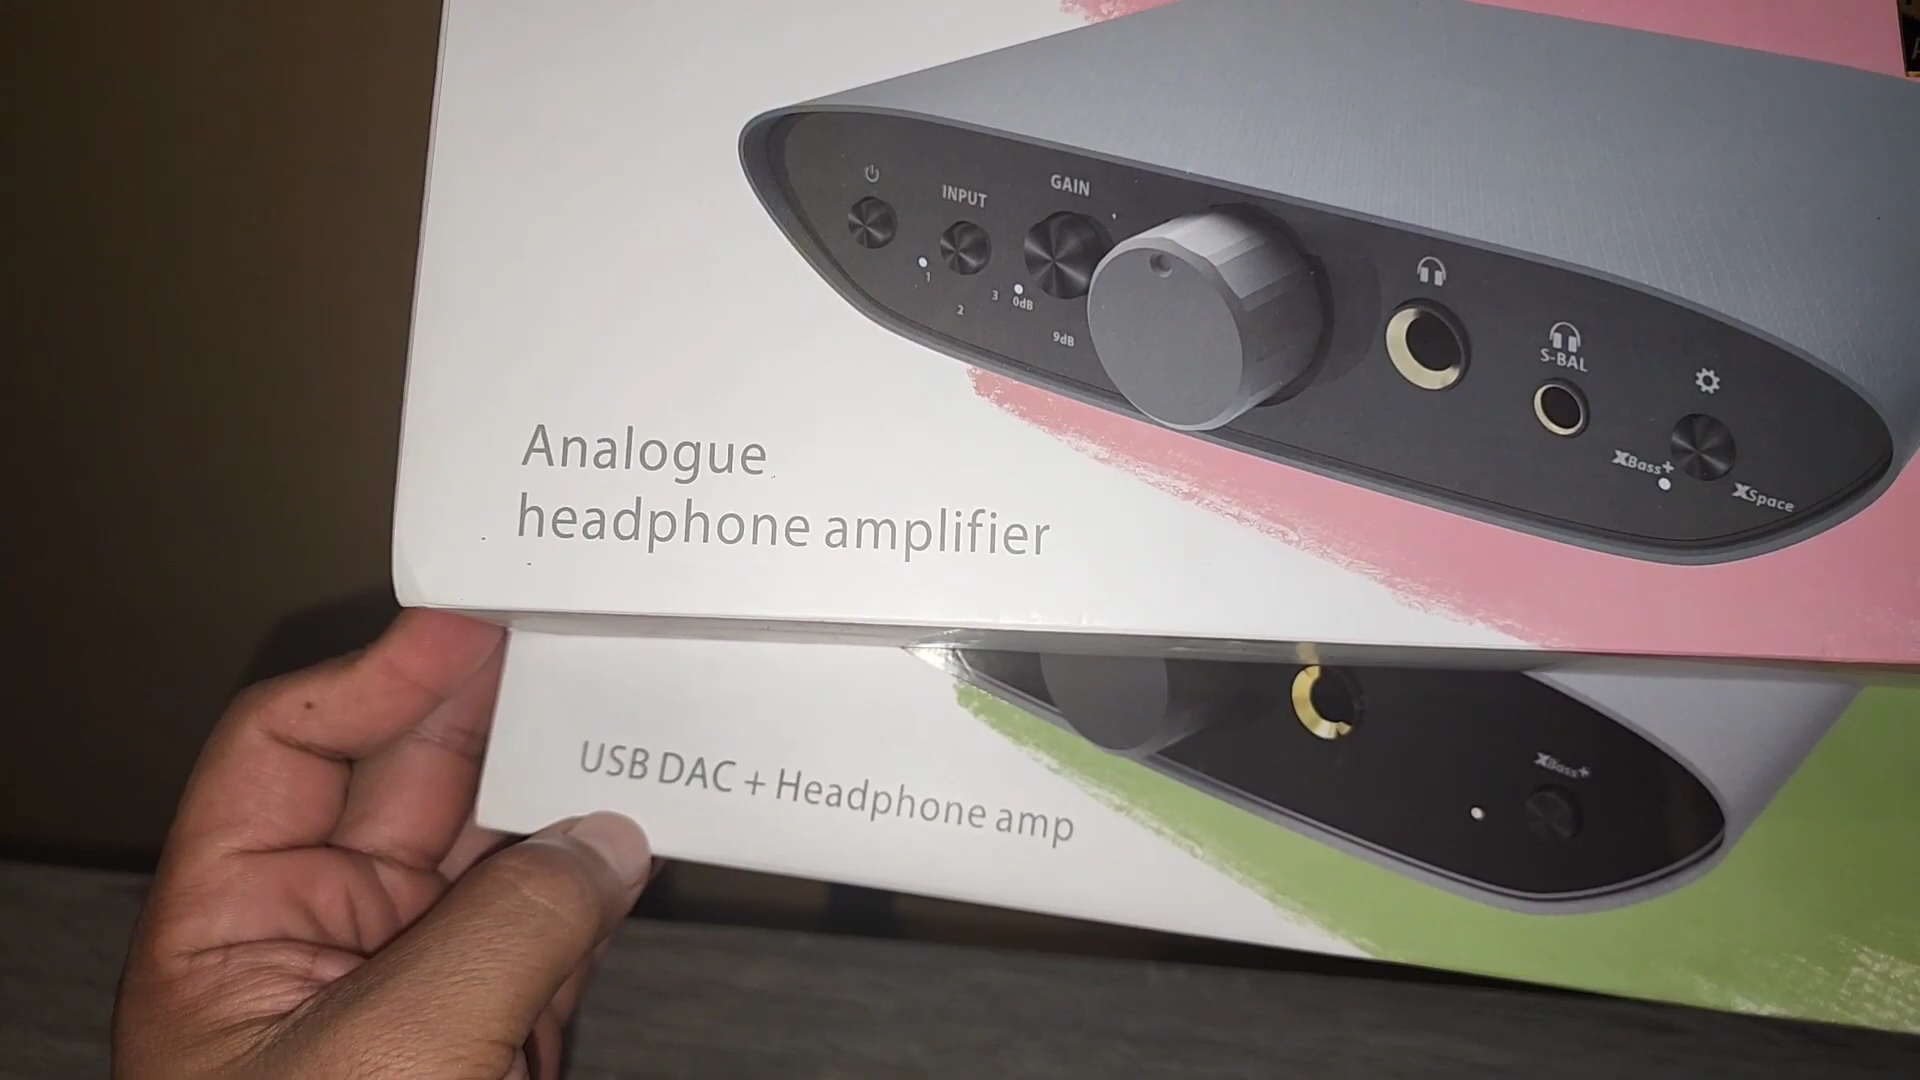 INPUT
GAIN
1
2
3
0dB
9dB
S-BAL
XBass+
XSpace
Analogue
headphone amplifier
USB DAC + Headphone amp
XBass+